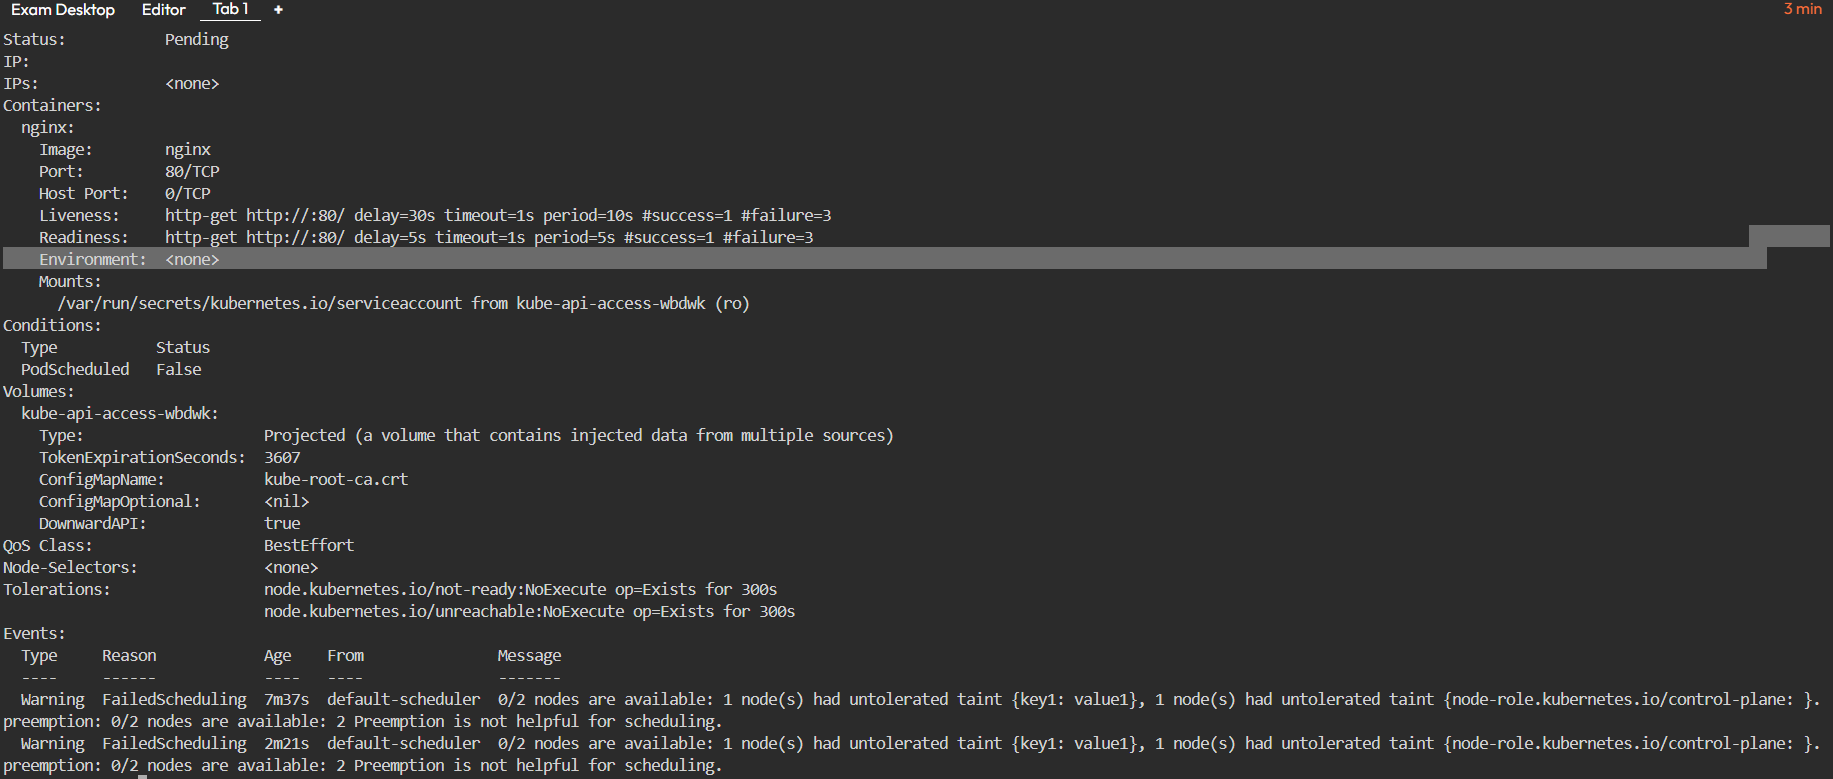 Exam Desktop Editor Tab 1 + 3 min
Status: Pending
IP:
IPs: <none>
Containers:
nginx:
Image: nginx
Port: 80/TCP
Host Port: 0/TCP
Liveness: http-get http://:80/ delay=30s timeout=1s period=10s #success=1 #failure=3
Readiness: http-get http://:80/ delay=5s timeout=1s period=5s #success=1 #failure=3
Environment: <none>
Mounts:
/var/run/secrets/kubernetes.io/serviceaccount from kube-api-access-wbdwk (ro)
Conditions:
Type Status
PodScheduled False
Volumes:
kube-api-access-wbdwk:
Type: Projected (a volume that contains injected data from multiple sources)
TokenExpirationSeconds: 3607
ConfigMapName: kube-root-ca.crt
ConfigMapOptional: <nil>
DownwardAPI: true
QoS Class: BestEffort
Node-Selectors: <none>
Tolerations: node.kubernetes.io/not-ready:NoExecute op=Exists for 300s
node.kubernetes.io/unreachable:NoExecute op=Exists for 300s
Events:
Type Reason Age From Message
---- ------ ---- ---- -------
Warning FailedScheduling 7m37s default-scheduler 0/2 nodes are available: 1 node(s) had untolerated taint {key1: value1}, 1 node(s) had untolerated taint {node-role.kubernetes.io/control-plane: }.
preemption: 0/2 nodes are available: 2 Preemption is not helpful for scheduling.
Warning FailedScheduling 2m21s default-scheduler 0/2 nodes are available: 1 node(s) had untolerated taint {key1: value1}, 1 node(s) had untolerated taint {node-role.kubernetes.io/control-plane: }.
preemption: 0/2 nodes are available: 2 Preemption is not helpful for scheduling.